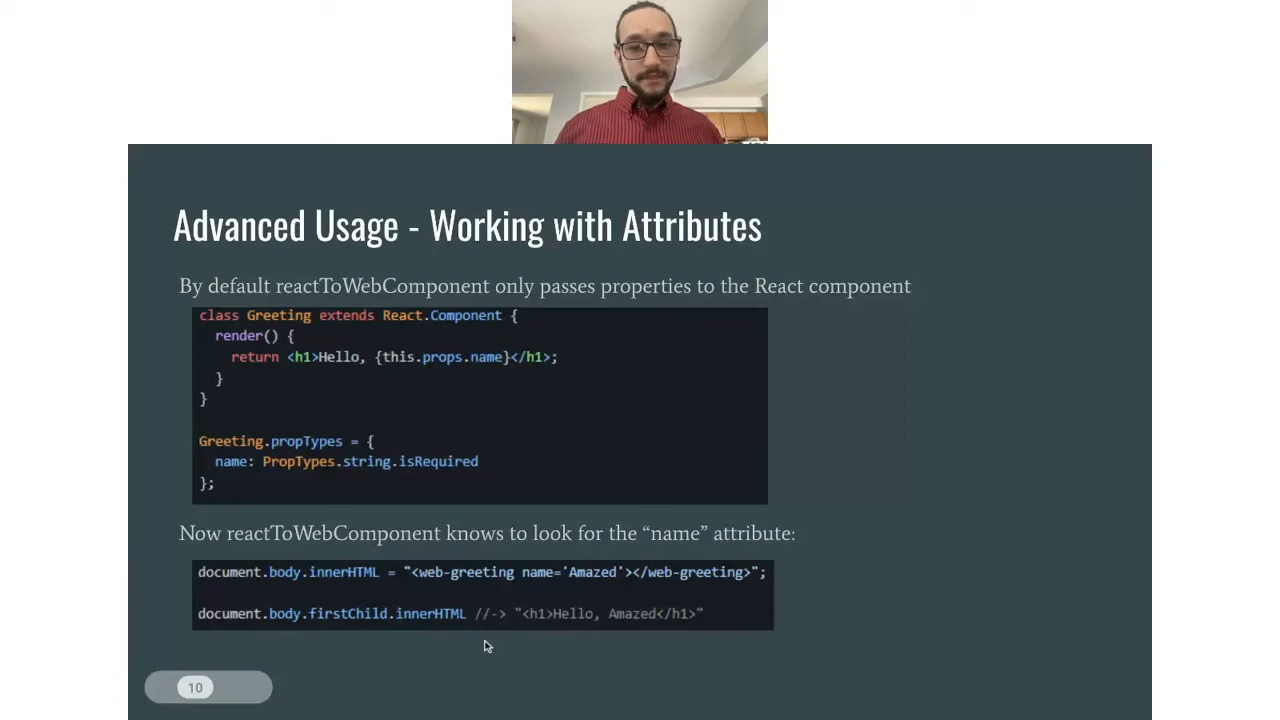 Advanced Usage - Working with Attributes
By default reactToWebComponent only passes properties to the React component
class Greeting extends React.Component {
render() {
return <h1>Hello, {this.props.name}</h1>;
}
}
Greeting.propTypes = {
name: PropTypes.string.isRequired
};
Now reactToWebComponent knows to look for the “name” attribute:
document.body.innerHTML = "<web-greeting name='Amazed'></web-greeting>";
document.body.firstChild.innerHTML //-> "<h1>Hello, Amazed</h1>"
10